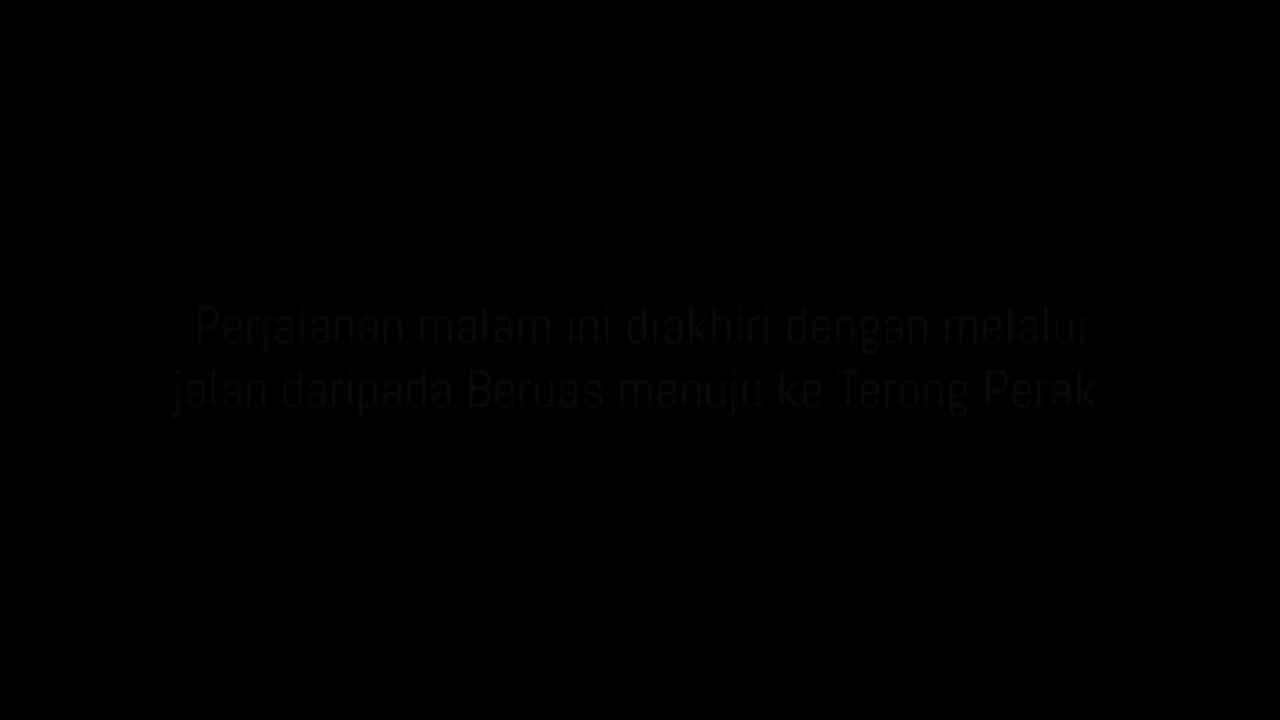 Perjalanan malam ini diakhiri dengan melalui
jalan daripada Beruas menuju ke Terong Perak.